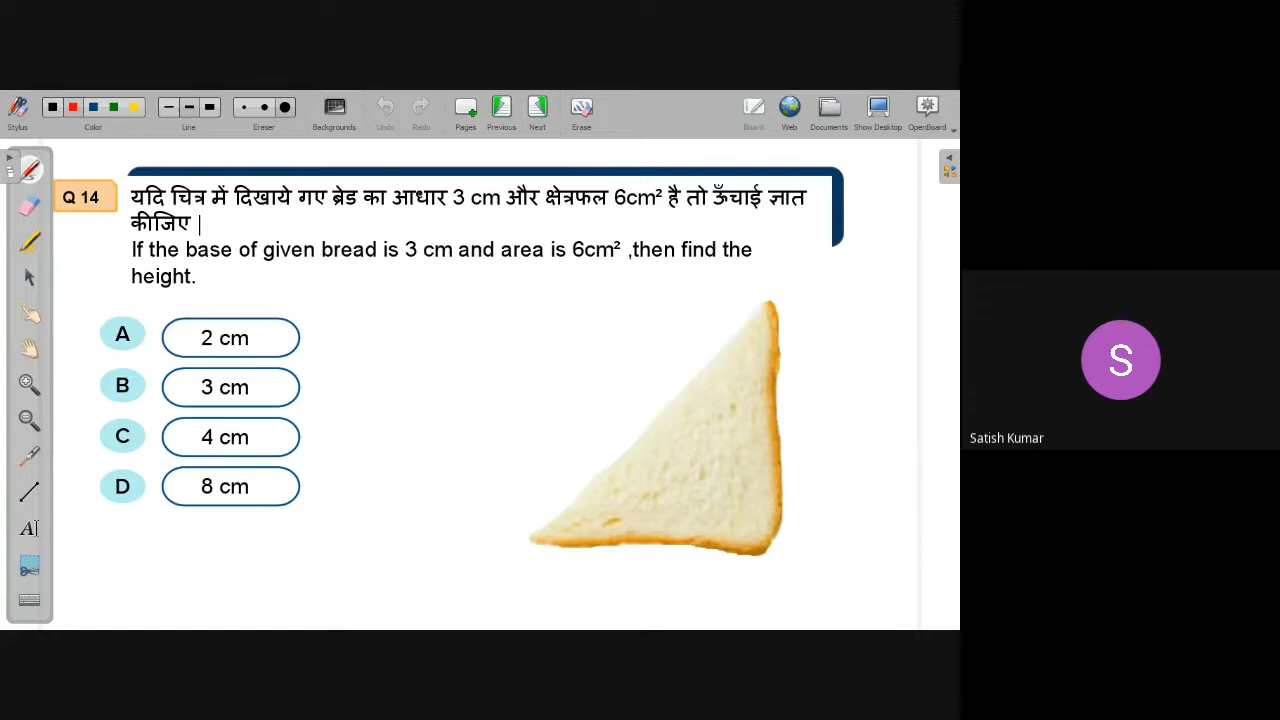 Stylus
Color
Line
Eraser
Backgrounds
Undo
Redo
Pages
Previous
Next
Erase
Board
Web
Documents
Show Desktop
OpenBoard
Q 14
यदि चित्र में दिखाये गए ब्रेड का आधार 3 cm और क्षेत्रफल 6cm² है तो ऊँचाई ज्ञात
कीजिए |
If the base of given bread is 3 cm and area is 6cm² ,then find the
height.
A 2 cm
B 3 cm
C 4 cm
D 8 cm
S
Satish Kumar